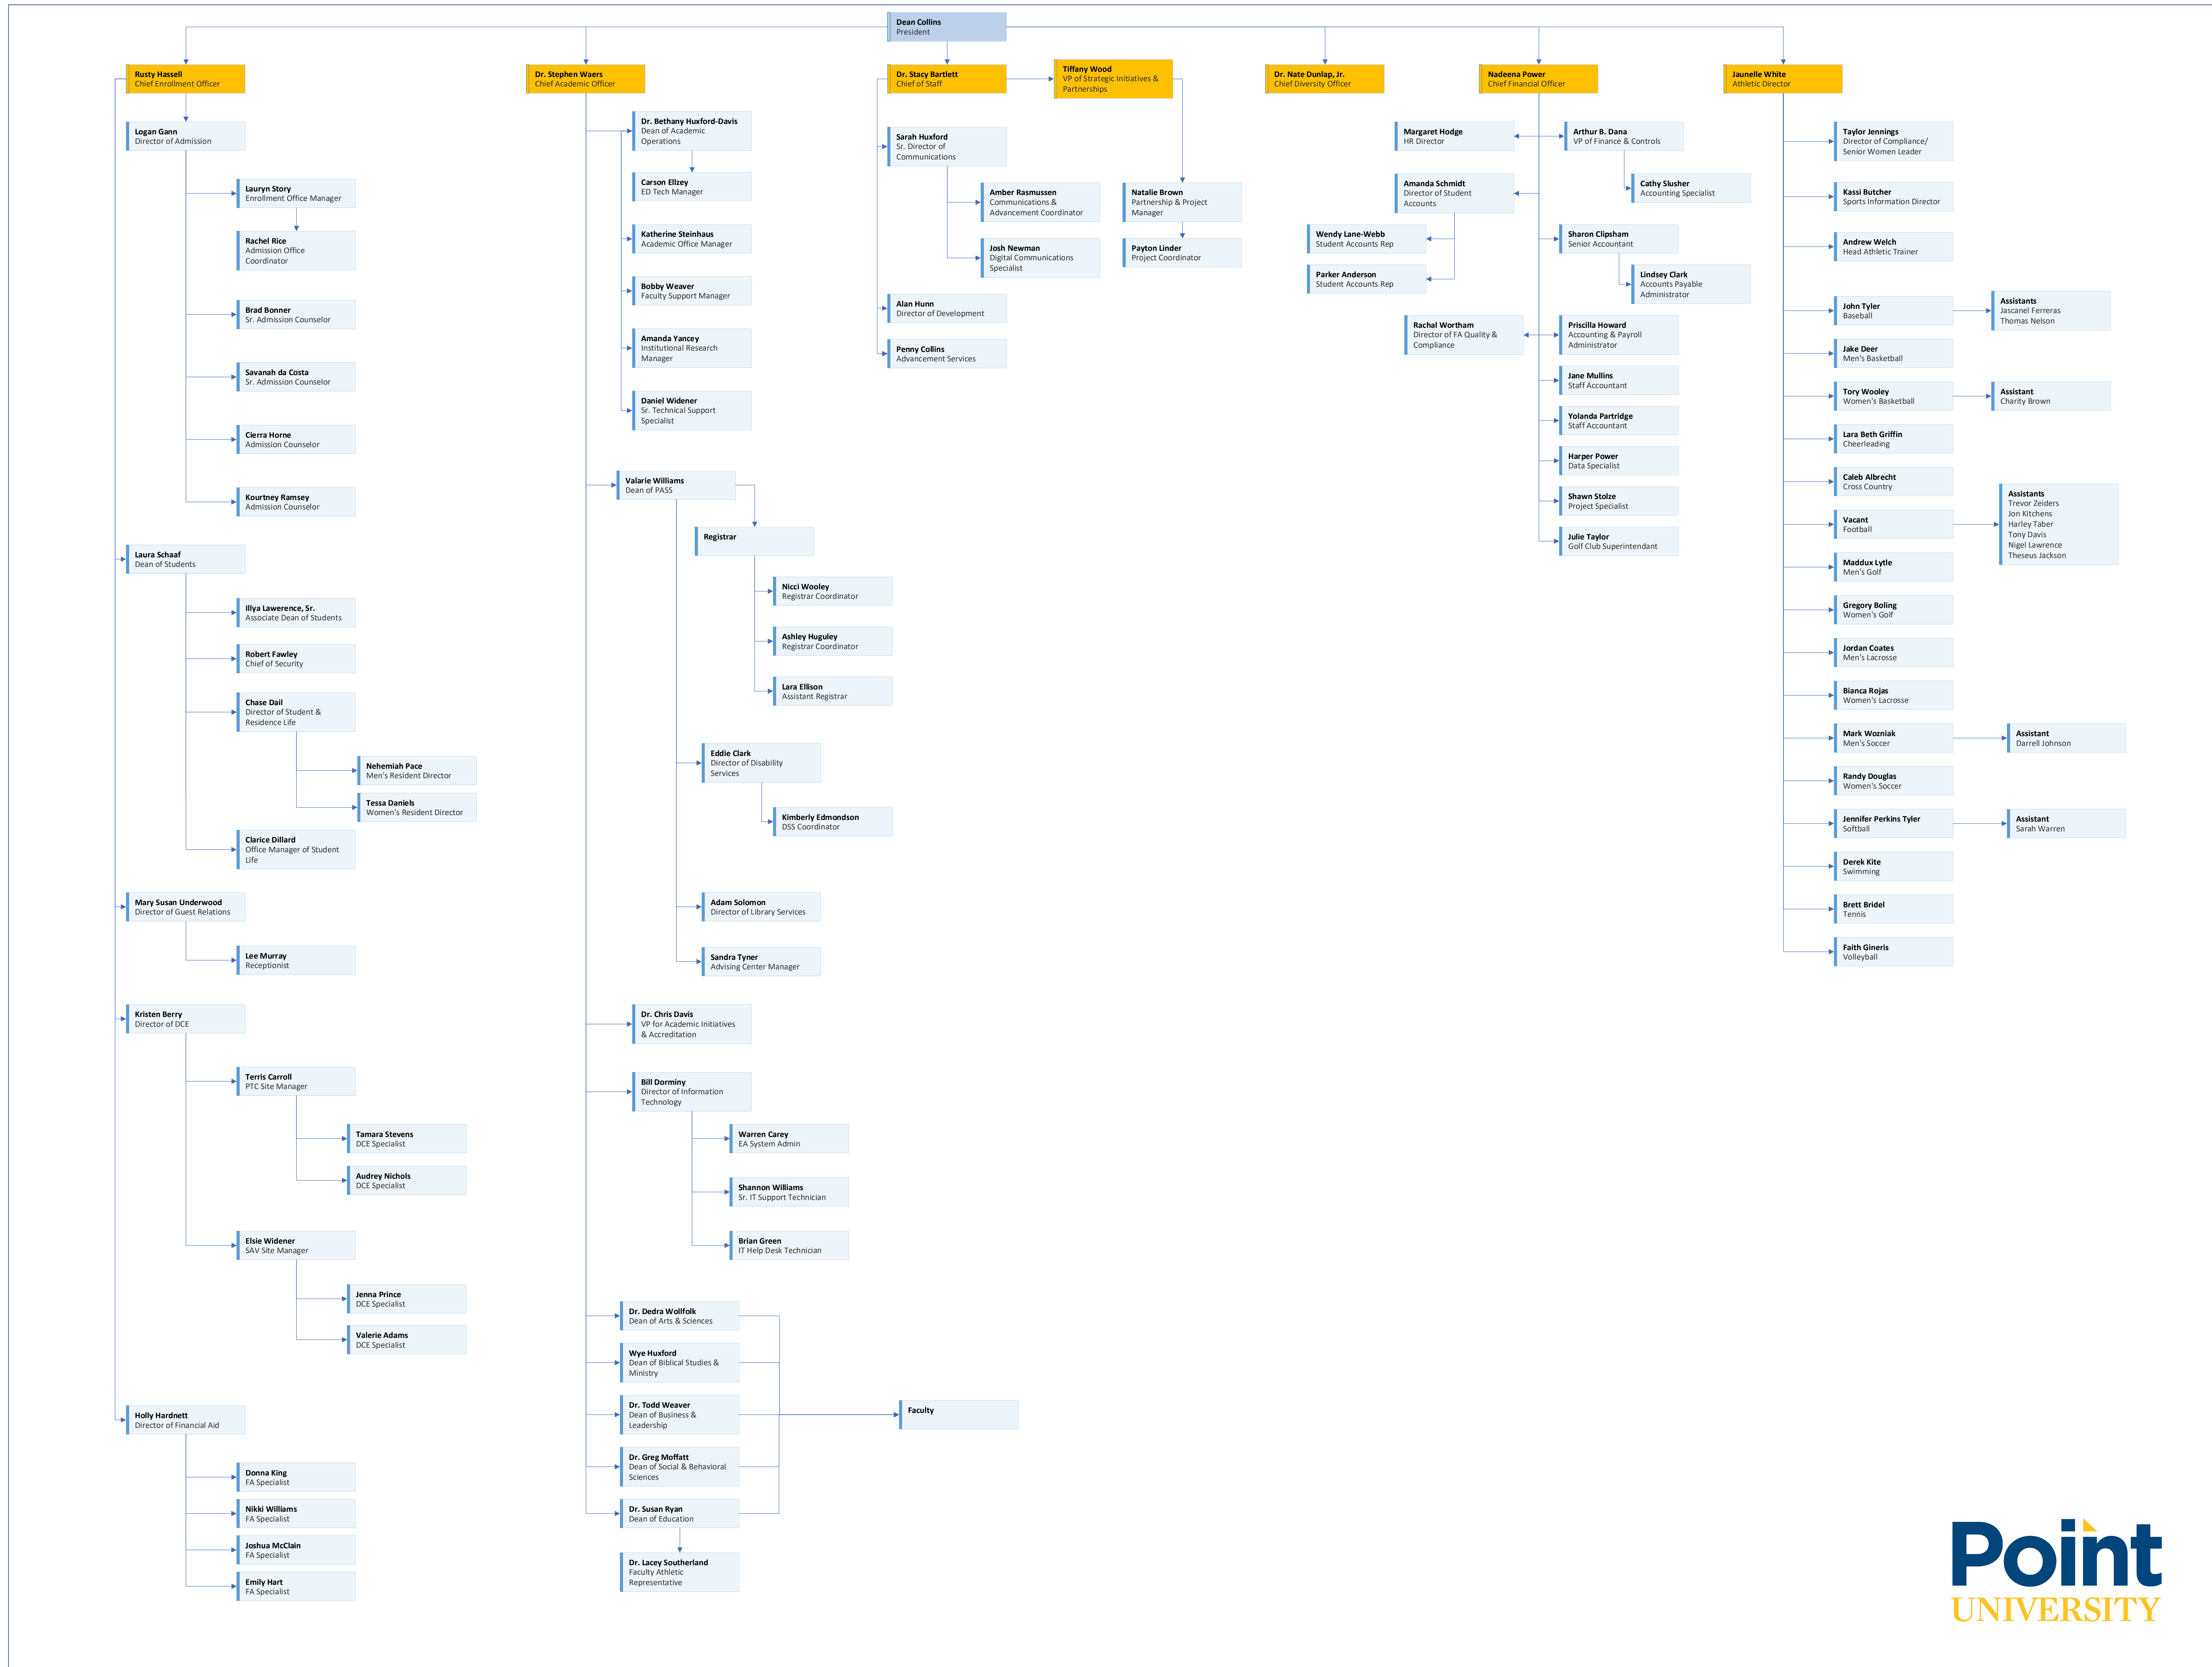 Dean Collins
President
Rusty Hassell
Chief Enrollment Officer
Logan Gann
Director of Admission
Lauryn Story
Enrollment Office Manager
Rachel Rice
Admission Office
Coordinator
Brad Bonner
Sr. Admission Counselor
Savanah da Costa
Sr. Admission Counselor
Cierra Horne
Admission Counselor
Kourtney Ramsey
Admission Counselor
Laura Schaaf
Dean of Students
Illya Lawerence, Sr.
Associate Dean of Students
Robert Fawley
Chief of Security
Chase Dail
Director of Student &
Residence Life
Nehemiah Pace
Men's Resident Director
Tessa Daniels
Women's Resident Director
Clarice Dillard
Office Manager of Student
Life
Mary Susan Underwood
Director of Guest Relations
Lee Murray
Receptionist
Kristen Berry
Director of DCE
Terris Carroll
PTC Site Manager
Tamara Stevens
DCE Specialist
Audrey Nichols
DCE Specialist
Elsie Widener
SAV Site Manager
Jenna Prince
DCE Specialist
Valerie Adams
DCE Specialist
Holly Hardnett
Director of Financial Aid
Donna King
FA Specialist
Nikki Williams
FA Specialist
Joshua McClain
FA Specialist
Emily Hart
FA Specialist
Dr. Stephen Waers
Chief Academic Officer
Dr. Bethany Huxford-Davis
Dean of Academic
Operations
Carson Ellzey
ED Tech Manager
Katherine Steinhaus
Academic Office Manager
Bobby Weaver
Faculty Support Manager
Amanda Yancey
Institutional Research
Manager
Daniel Widener
Sr. Technical Support
Specialist
Valarie Williams
Dean of PASS
Registrar
Nicci Wooley
Registrar Coordinator
Ashley Huguley
Registrar Coordinator
Lara Ellison
Assistant Registrar
Eddie Clark
Director of Disability
Services
Kimberly Edmondson
DSS Coordinator
Adam Solomon
Director of Library Services
Sandra Tyner
Advising Center Manager
Dr. Chris Davis
VP for Academic Initiatives
& Accreditation
Bill Dorminy
Director of Information
Technology
Warren Carey
EA System Admin
Shannon Williams
Sr. IT Support Technician
Brian Green
IT Help Desk Technician
Dr. Dedra Wollfolk
Dean of Arts & Sciences
Wye Huxford
Dean of Biblical Studies &
Ministry
Dr. Todd Weaver
Dean of Business &
Leadership
Dr. Greg Moffatt
Dean of Social & Behavioral
Sciences
Dr. Susan Ryan
Dean of Education
Dr. Lacey Southerland
Faculty Athletic
Representative
Faculty
Dr. Stacy Bartlett
Chief of Staff
Tiffany Wood
VP of Strategic Initiatives &
Partnerships
Sarah Huxford
Sr. Director of
Communications
Amber Rasmussen
Communications &
Advancement Coordinator
Josh Newman
Digital Communications
Specialist
Alan Hunn
Director of Development
Penny Collins
Advancement Services
Natalie Brown
Partnership & Project
Manager
Payton Linder
Project Coordinator
Dr. Nate Dunlap, Jr.
Chief Diversity Officer
Nadeena Power
Chief Financial Officer
Margaret Hodge
HR Director
Arthur B. Dana
VP of Finance & Controls
Cathy Slusher
Accounting Specialist
Amanda Schmidt
Director of Student
Accounts
Wendy Lane-Webb
Student Accounts Rep
Parker Anderson
Student Accounts Rep
Sharon Clipsham
Senior Accountant
Lindsey Clark
Accounts Payable
Administrator
Rachal Wortham
Director of FA Quality &
Compliance
Priscilla Howard
Accounting & Payroll
Administrator
Jane Mullins
Staff Accountant
Yolanda Partridge
Staff Accountant
Harper Power
Data Specialist
Shawn Stolze
Project Specialist
Julie Taylor
Golf Club Superintendant
Jaunelle White
Athletic Director
Taylor Jennings
Director of Compliance/
Senior Women Leader
Kassi Butcher
Sports Information Director
Andrew Welch
Head Athletic Trainer
John Tyler
Baseball
Assistants
Jascanel Ferreras
Thomas Nelson
Jake Deer
Men's Basketball
Tory Wooley
Women's Basketball
Assistant
Charity Brown
Lara Beth Griffin
Cheerleading
Caleb Albrecht
Cross Country
Vacant
Football
Assistants
Trevor Zeiders
Jon Kitchens
Harley Taber
Tony Davis
Nigel Lawrence
Theseus Jackson
Maddux Lytle
Men's Golf
Gregory Boling
Women's Golf
Jordan Coates
Men's Lacrosse
Bianca Rojas
Women's Lacrosse
Mark Wozniak
Men's Soccer
Assistant
Darrell Johnson
Randy Douglas
Women's Soccer
Jennifer Perkins Tyler
Softball
Assistant
Sarah Warren
Derek Kite
Swimming
Brett Bridel
Tennis
Faith Gineris
Volleyball
Point
UNIVERSITY